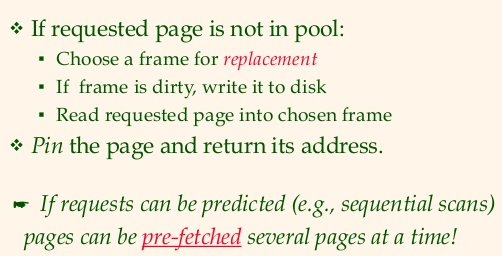 ❖ If requested page is not in pool:
▪ Choose a frame for replacement
▪ If frame is dirty, write it to disk
▪ Read requested page into chosen frame
❖ Pin the page and return its address.
☛ If requests can be predicted (e.g., sequential scans)
pages can be pre-fetched several pages at a time!